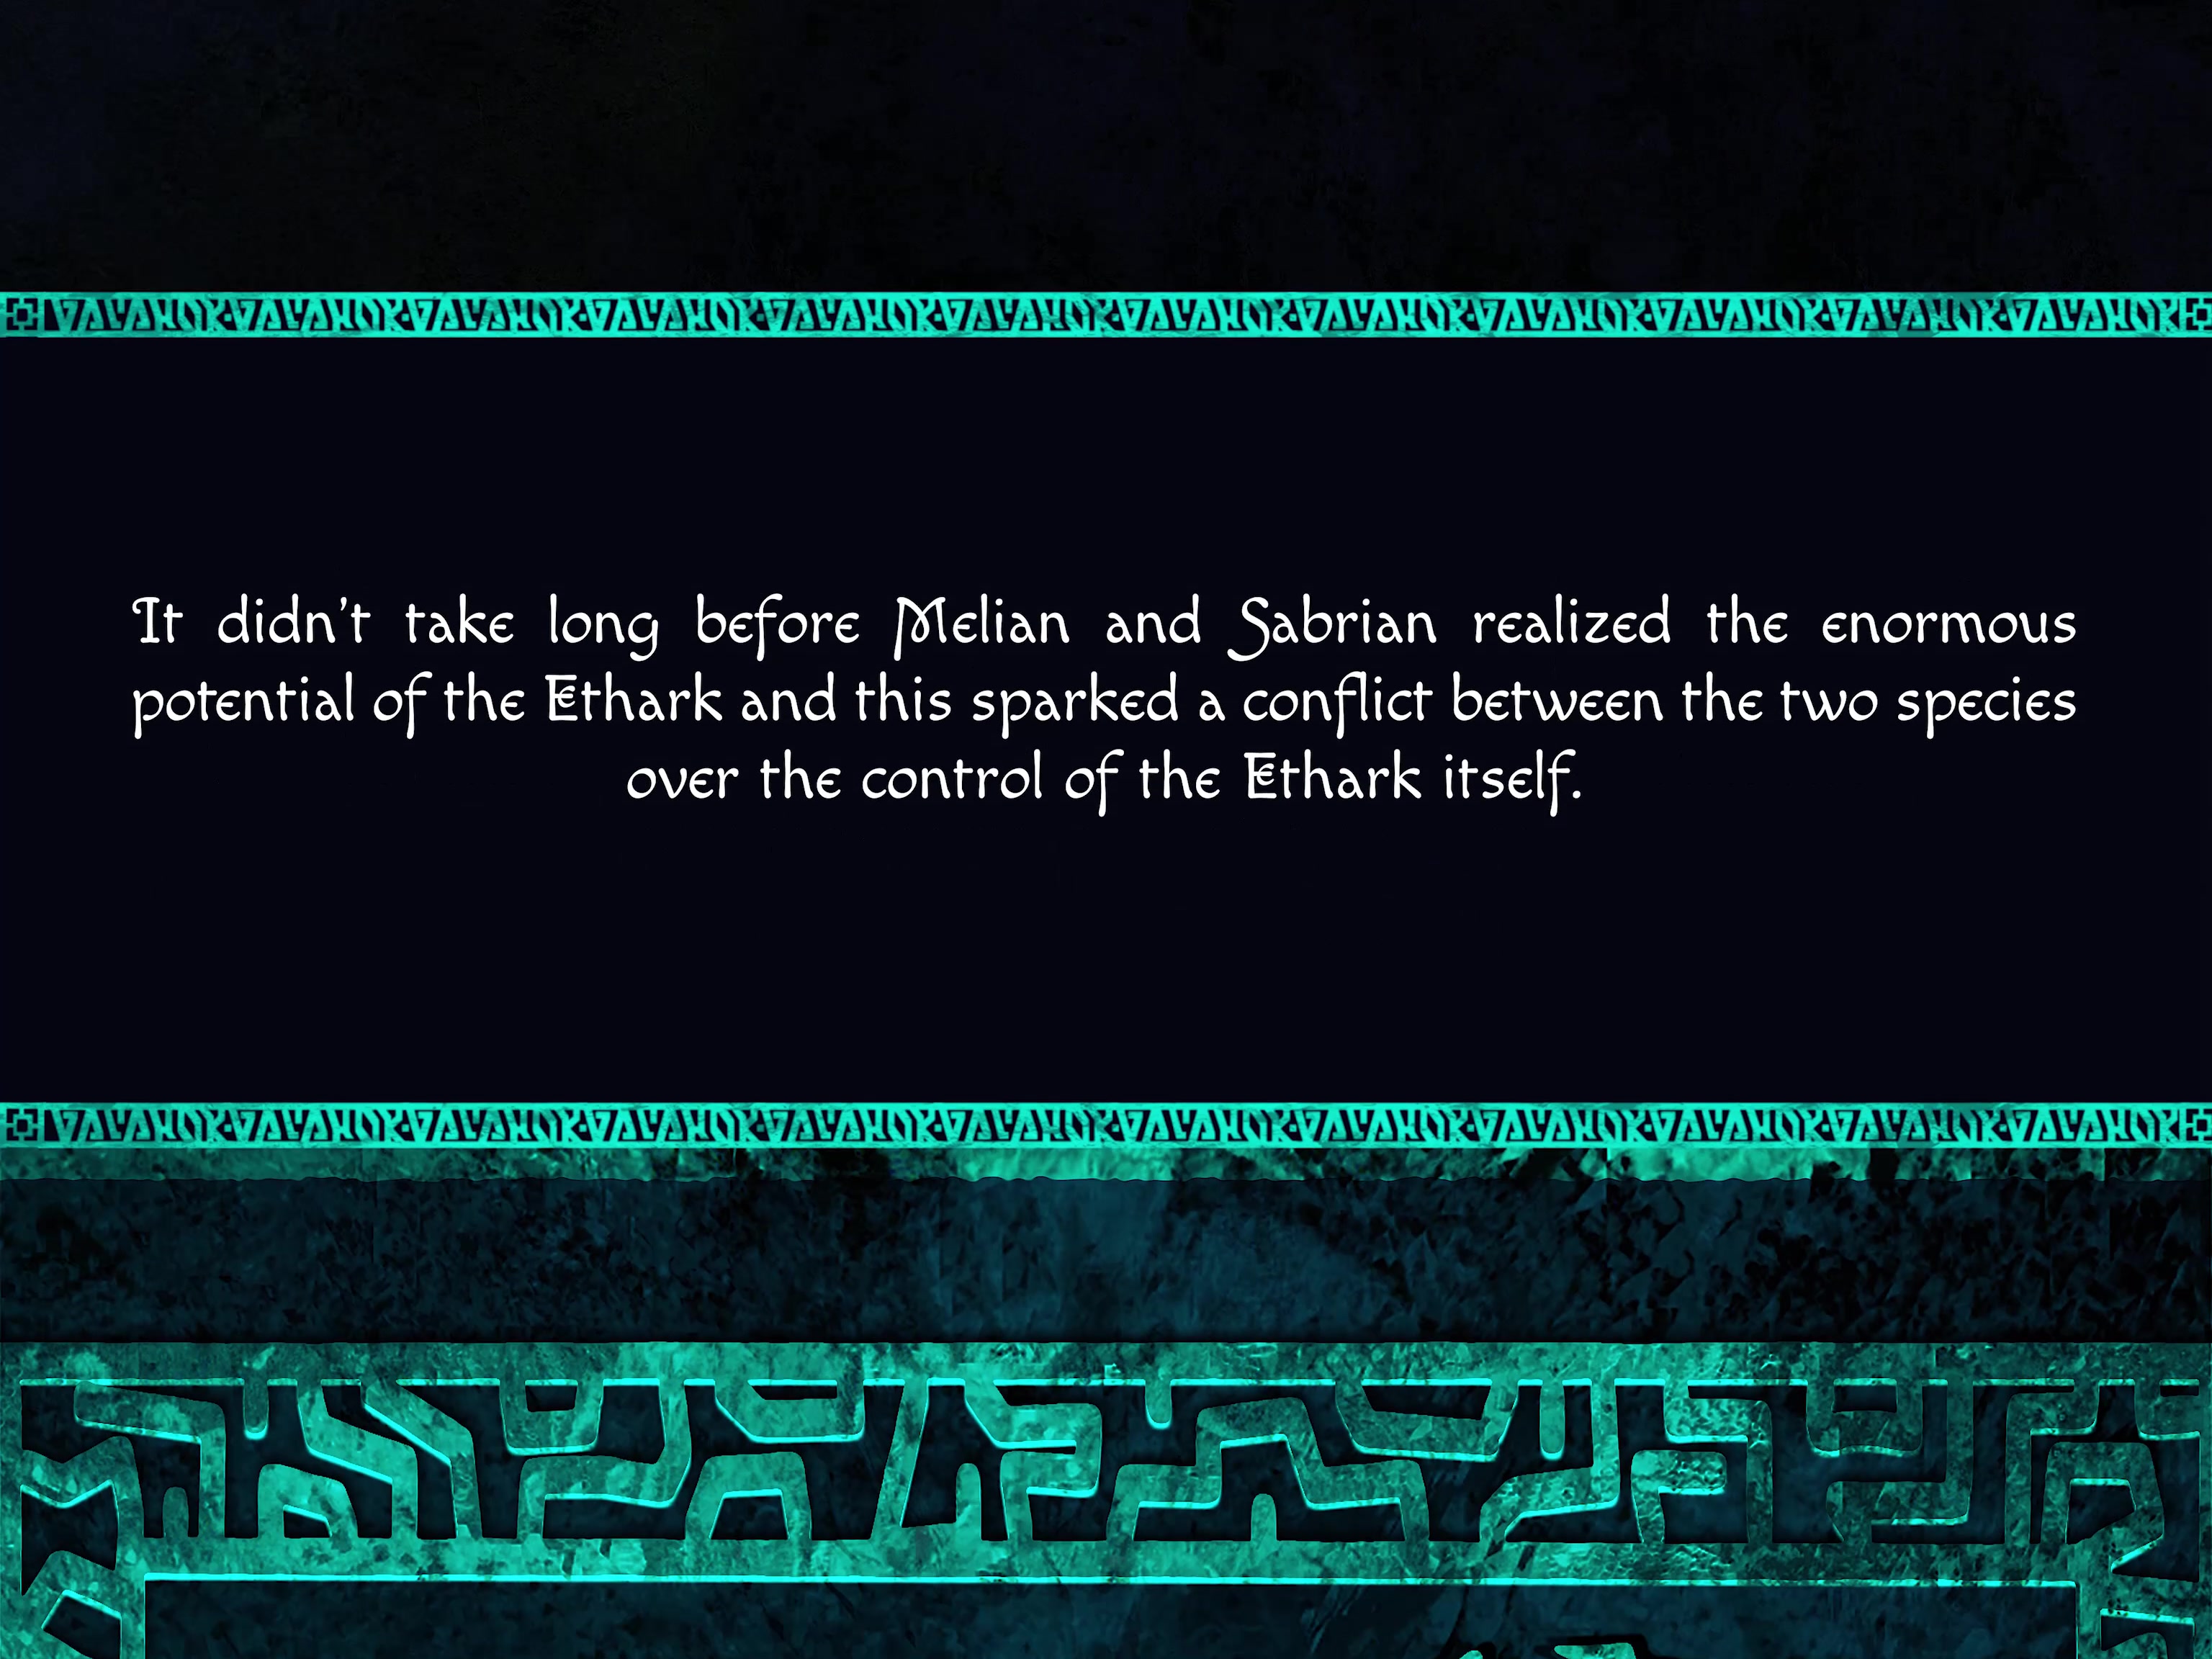 It didn't take long before Melian and Sabrian realized the enormous
potential of the Ethark and this sparked a conflict between the two species
over the control of the Ethark itself.